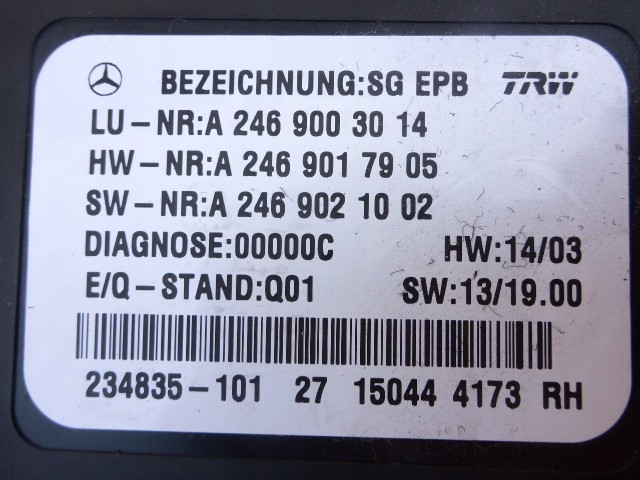 BEZEICHNUNG:SG EPB TRW
LU-NR:A 246 900 30 14
HW-NR:A 246 901 79 05
SW-NR:A 246 902 10 02
DIAGNOSE:00000C HW:14/03
E/Q-STAND:Q01 SW:13/19.00
234835-101 27 15044 4173 RH